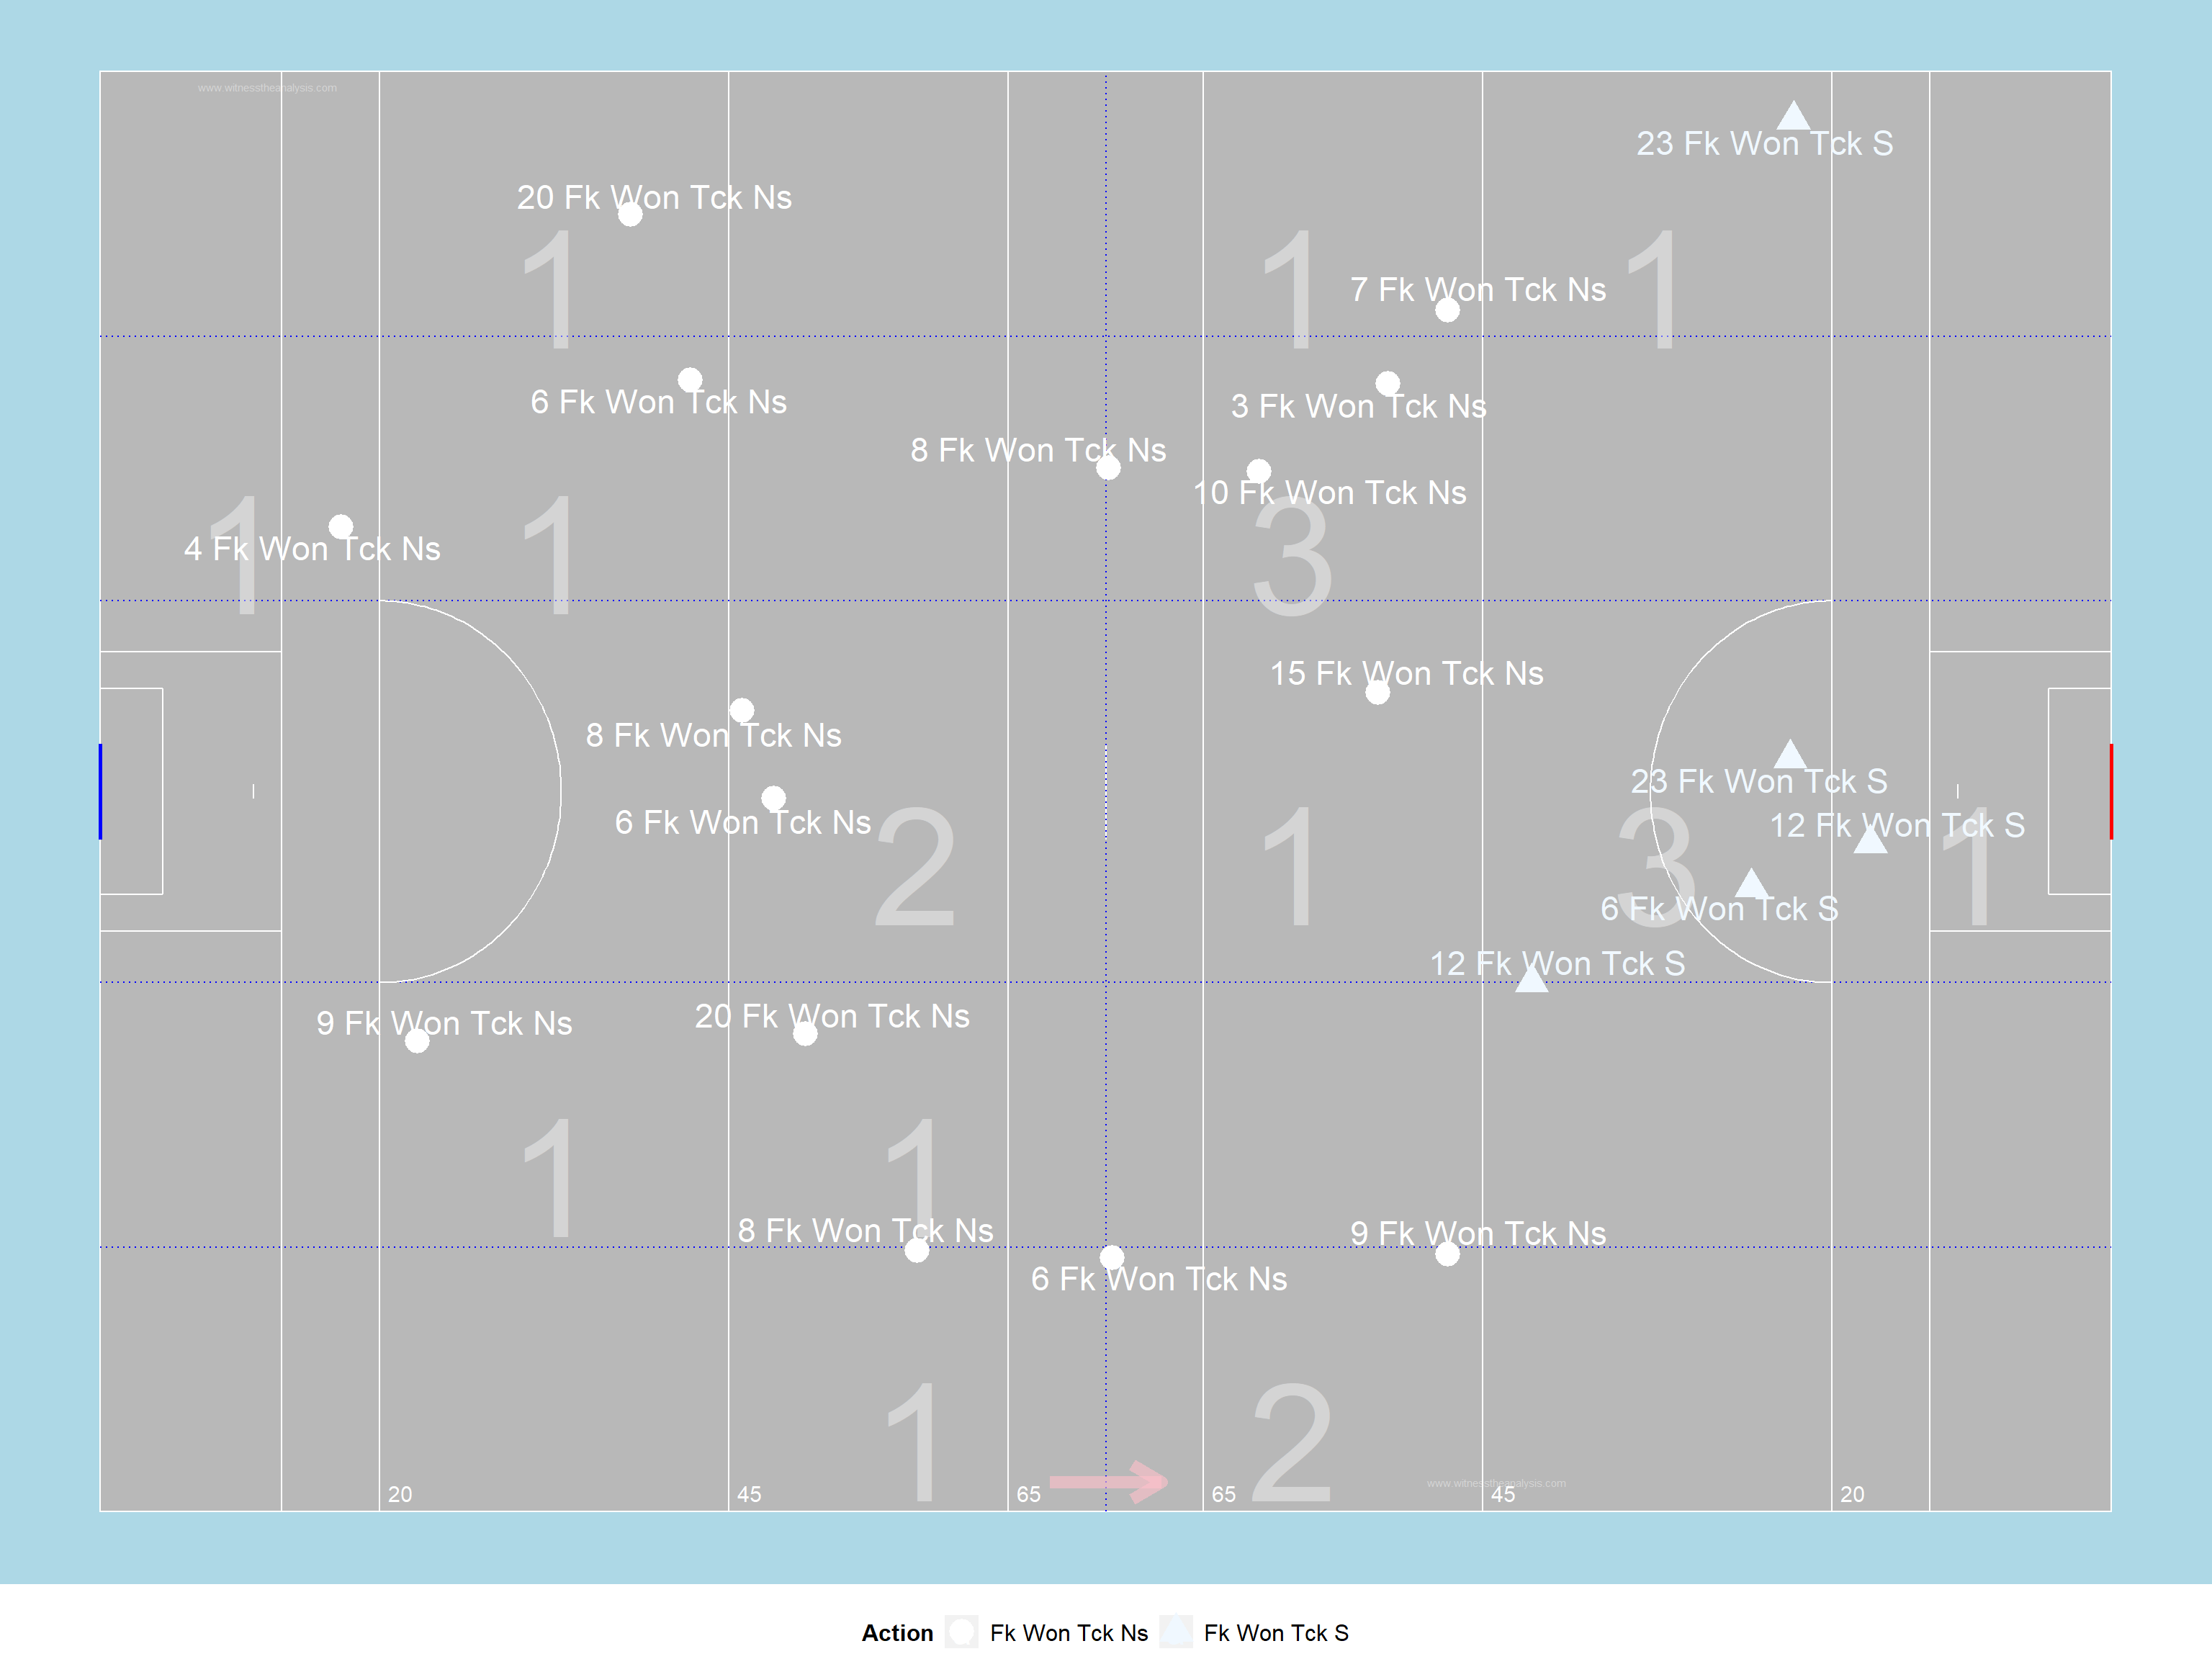 www.witnesstheanalysis.com
23 Fk Won Tck S
20 Fk Won Tck Ns
1 1 1
7 Fk Won Tck Ns
6 Fk Won Tck Ns
3 Fk Won Tck Ns
8 Fk Won Tck Ns
10 Fk Won Tck Ns
4 Fk Won Tck Ns
1 1 3
15 Fk Won Tck Ns
8 Fk Won Tck Ns
23 Fk Won Tck S
6 Fk Won Tck Ns
12 Fk Won Tck S
2 1 3 1
6 Fk Won Tck S
12 Fk Won Tck S
9 Fk Won Tck Ns
20 Fk Won Tck Ns
1 1
8 Fk Won Tck Ns
9 Fk Won Tck Ns
6 Fk Won Tck Ns
1 2
www.witnesstheanalysis.com
20 45 65 65 45 20
Action Fk Won Tck Ns Fk Won Tck S